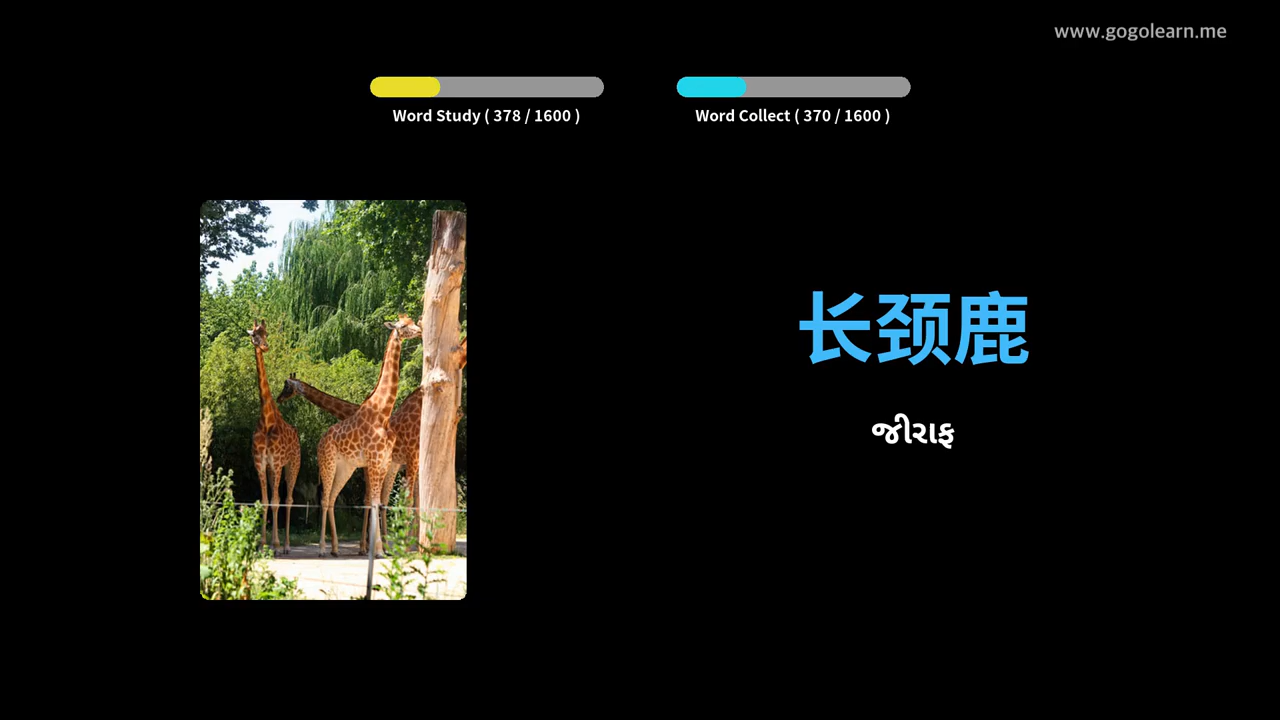 www.gogolearn.me
Word Study ( 378 / 1600 )
Word Collect ( 370 / 1600 )
长颈鹿
જીરાફ